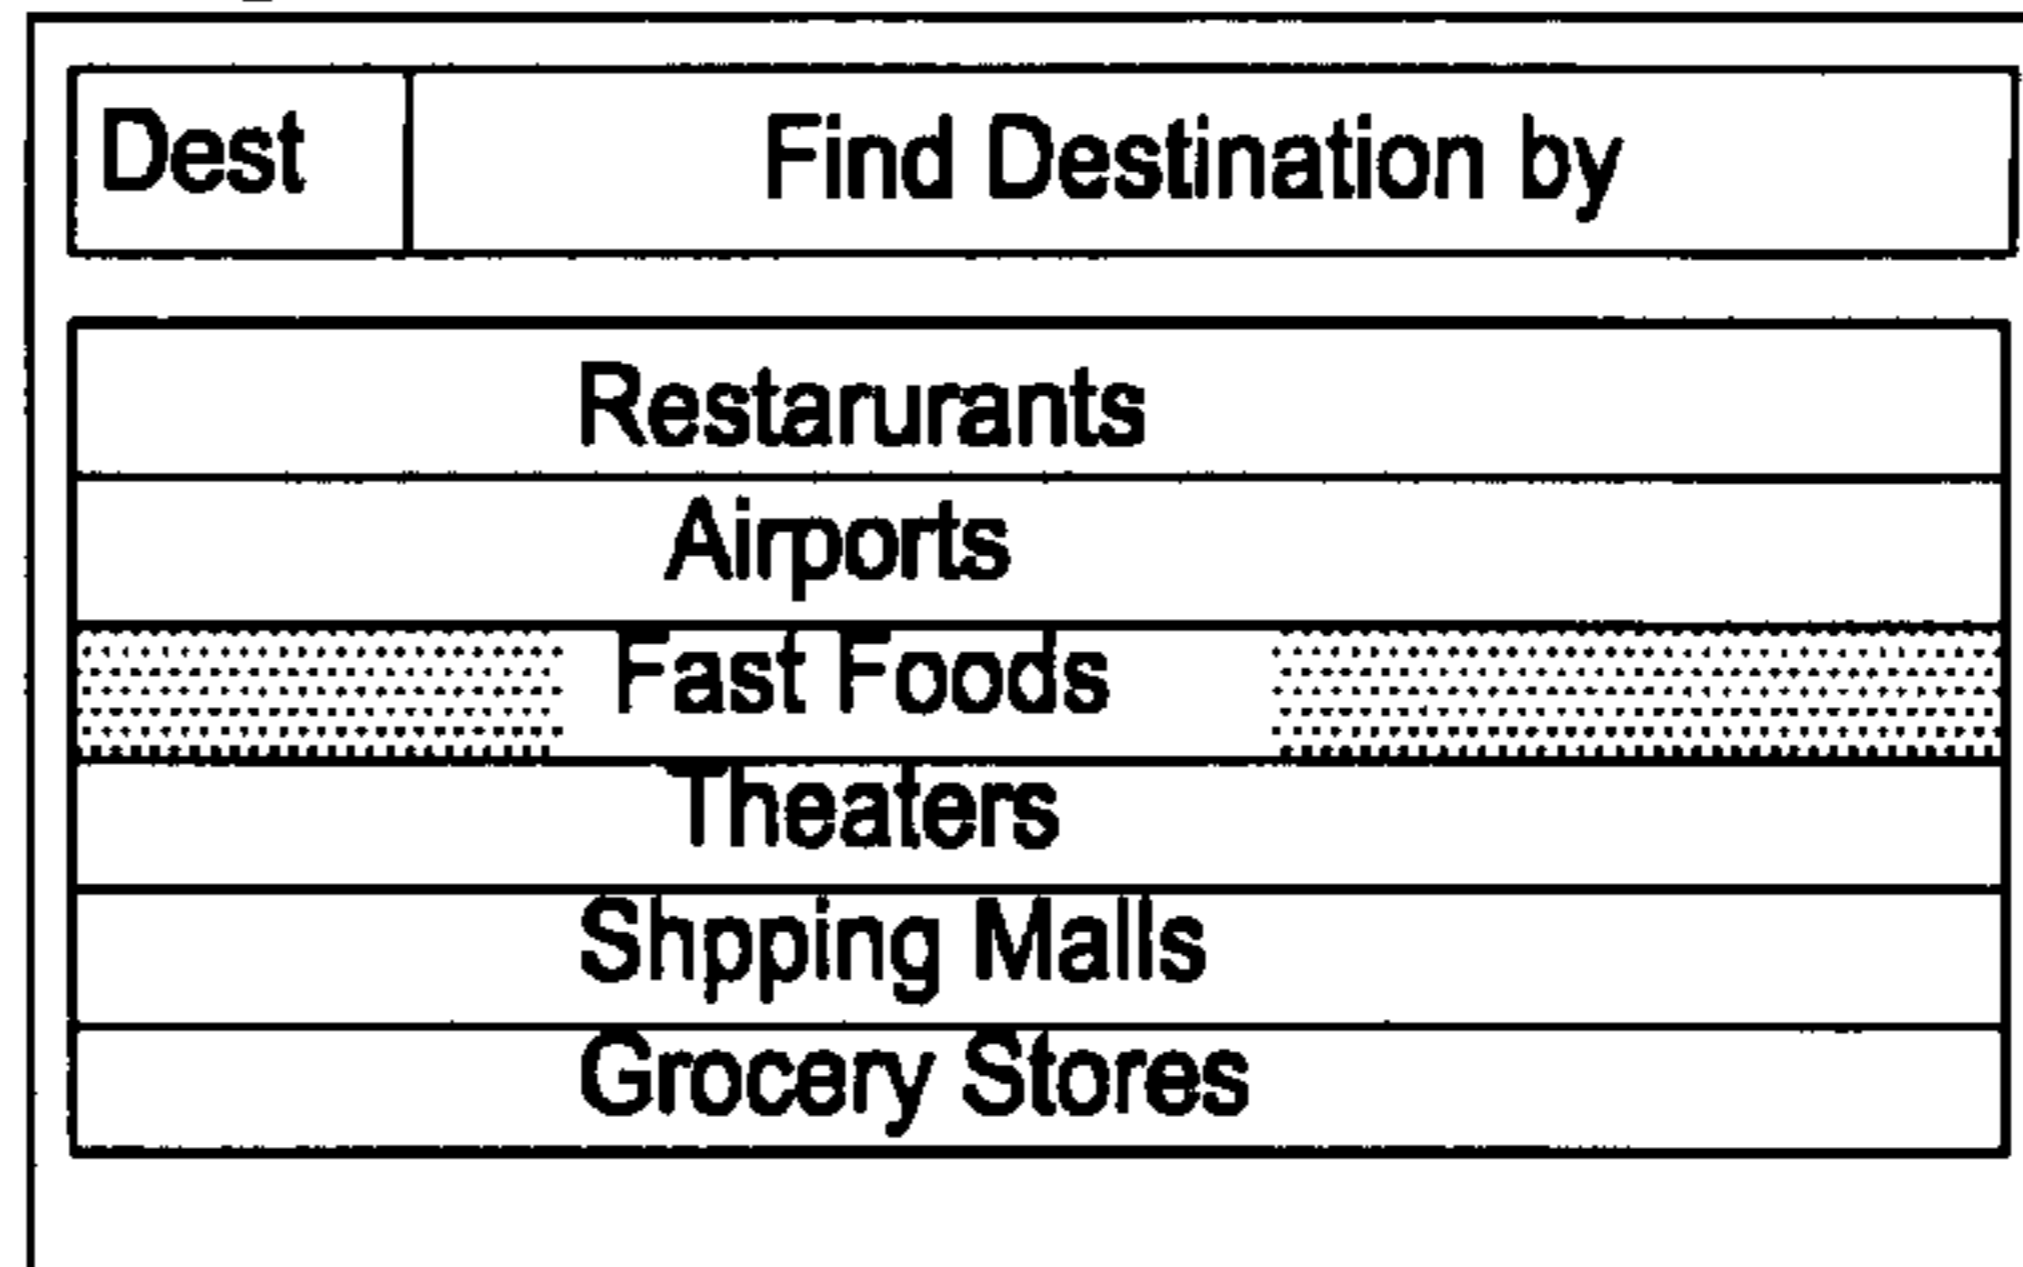 Dest Find Destination by
Restarurants
Airports
Fast Foods
Theaters
Shpping Malls
Grocery Stores